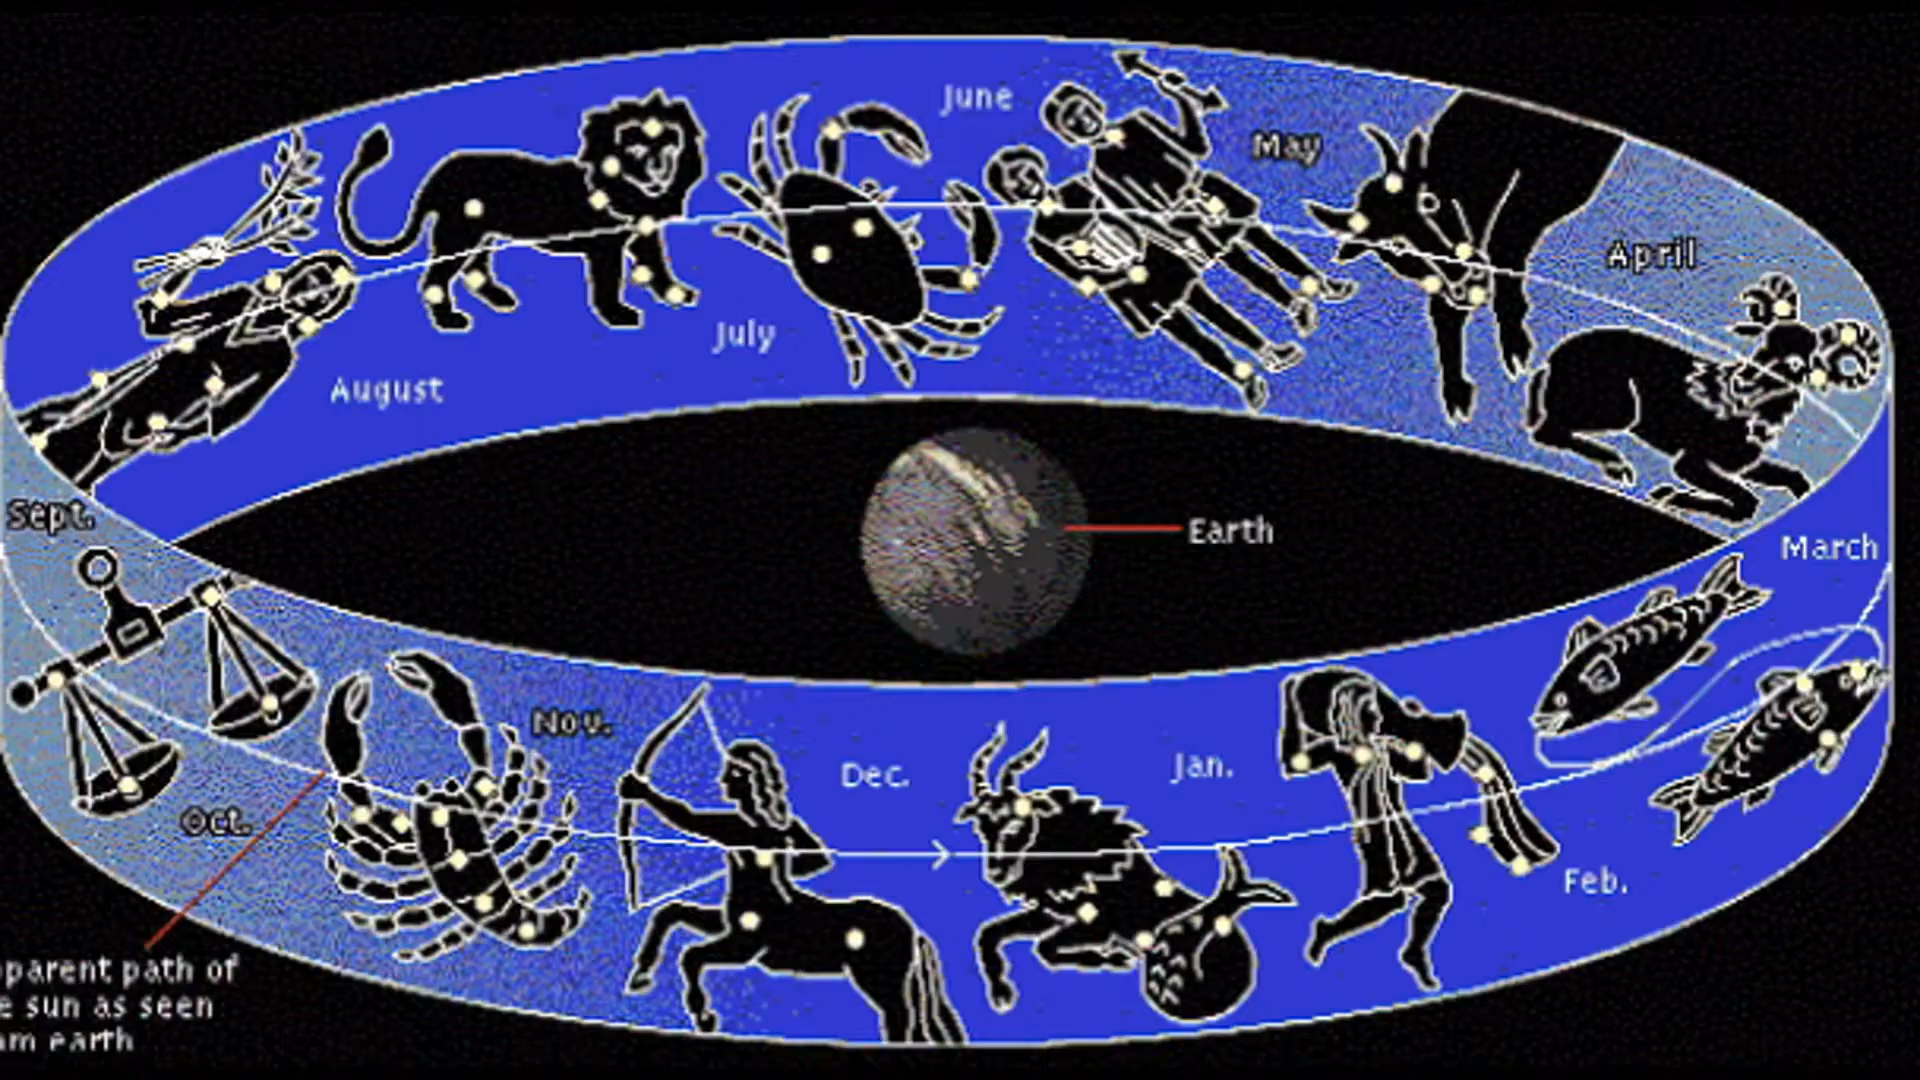 June
May
April
July
August
Earth
Sept.
March
Nov.
Dec.
Jan.
Oct.
Feb.
pparent path of
e sun as seen
om earth